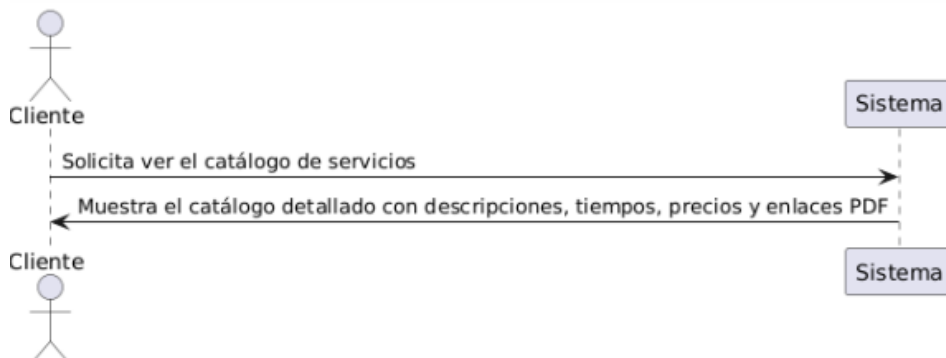 Cliente
Sistema
Solicita ver el catálogo de servicios
Muestra el catálogo detallado con descripciones, tiempos, precios y enlaces PDF
Cliente
Sistema